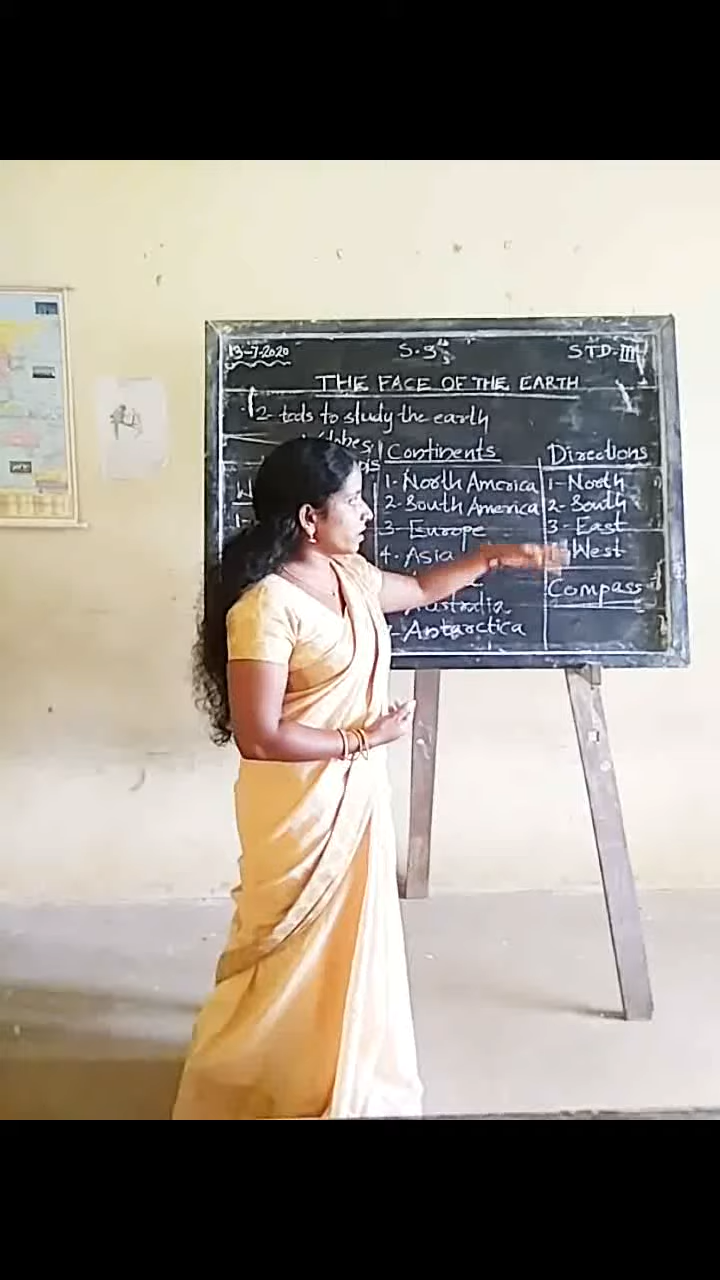 13-7-2020 S.S STD-III
THE FACE OF THE EARTH
2- tools to study the earth
Continents
1- North America
2- South America
3- Europe
4- Asia
Australia
7- Antarctica
Directions
1- North
2- South
3- East
West
Compass